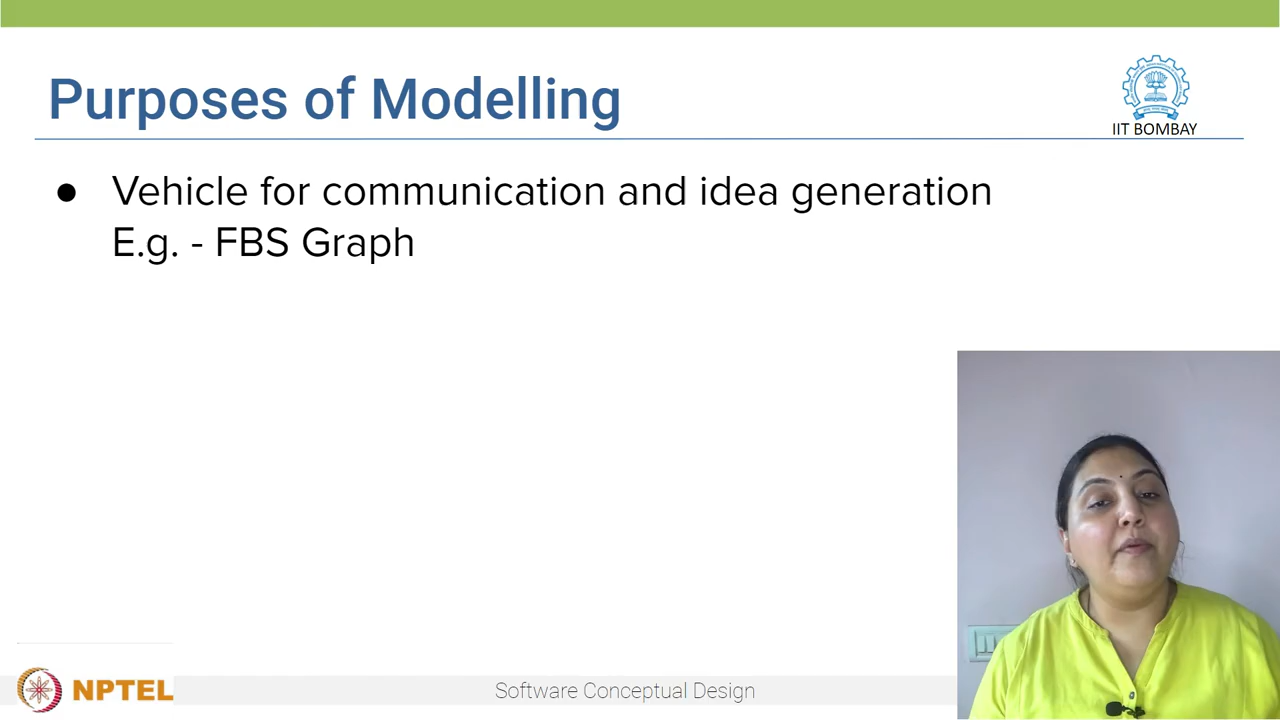 Purposes of Modelling
IIT BOMBAY
● Vehicle for communication and idea generation
E.g. - FBS Graph
NPTEL
Software Conceptual Design